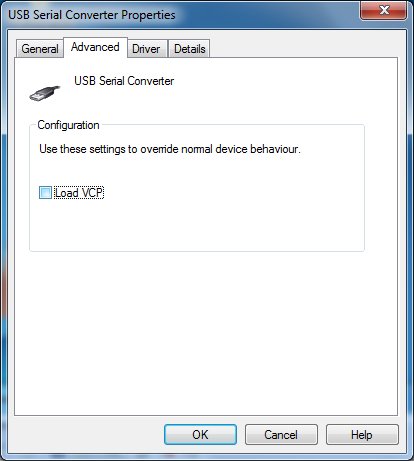 USB Serial Converter Properties
General Advanced Driver Details
USB Serial Converter
Configuration
Use these settings to override normal device behaviour.
Load VCP
OK Cancel Help